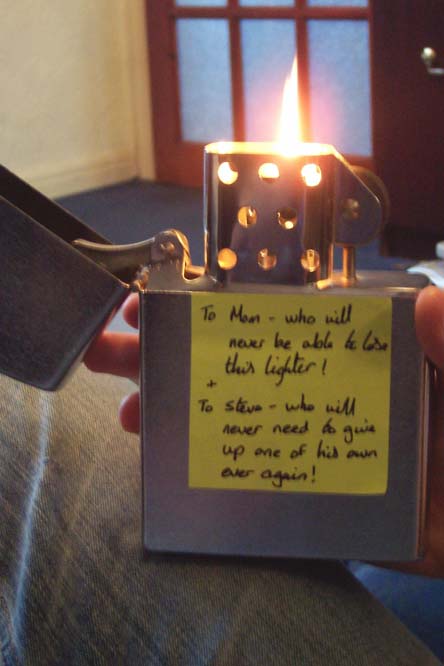 To Mam - who will
never be able to lose
this lighter!
+
To Steve - who will
never need to give
up one of his own
ever again!